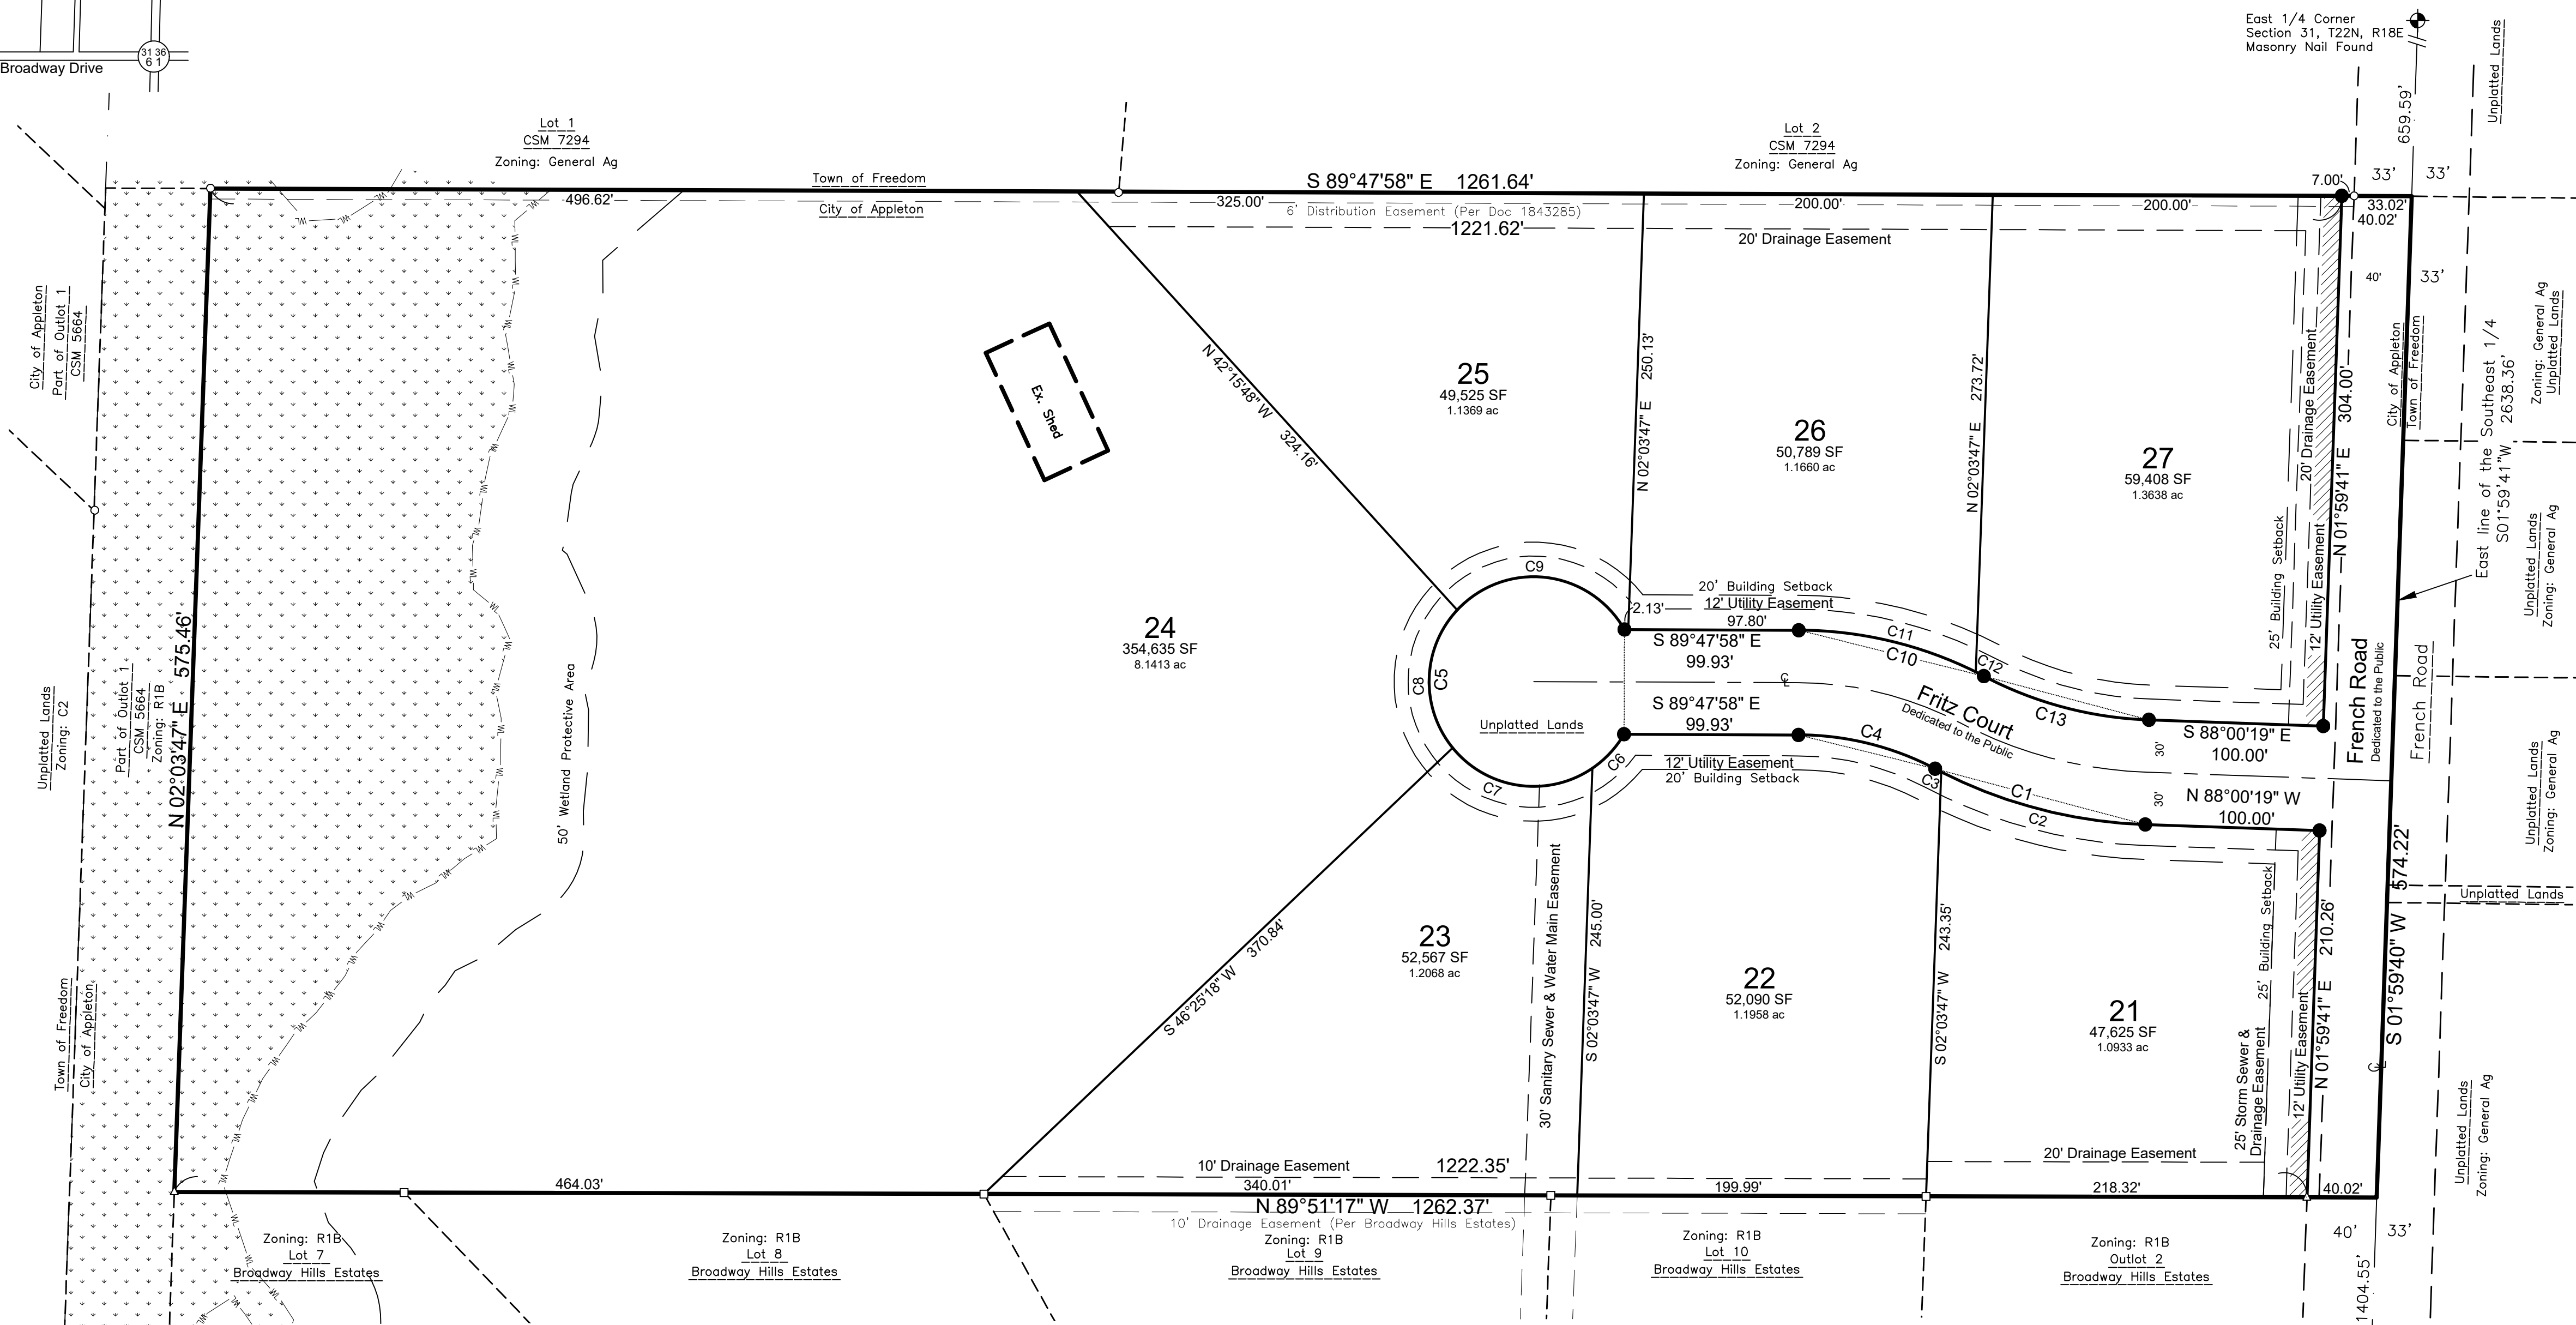 31 36
6 1
Broadway Drive
East 1/4 Corner
Section 31, T22N, R18E
Masonry Nail Found
Unplatted Lands
659.59'
33'
33'
Lot 1
CSM 7294
Zoning: General Ag
Lot 2
CSM 7294
Zoning: General Ag
Town of Freedom
City of Appleton
S 89°47'58" E 1261.64'
496.62'
325.00'
6' Distribution Easement (Per Doc 1843285)
1221.62'
200.00'
200.00'
20' Drainage Easement
7.00'
33.02'
40.02'
40'
33'
City of Appleton
Part of Outlot 1
CSM 5664
Unplatted Lands
Zoning: C2
Part of Outlot 1
CSM 5664
Zoning: R1B
N 02°03'47" E 575.46'
Town of Freedom
City of Appleton
WL
50' Wetland Protective Area
Ex. Shed
24
354,635 SF
8.1413 ac
N 42°15'48" W 324.16'
25
49,525 SF
1.1369 ac
N 02°03'47" E 250.13'
26
50,789 SF
1.1660 ac
N 02°03'47" E 273.72'
27
59,408 SF
1.3638 ac
25' Building Setback
20' Drainage Easement
12' Utility Easement
N 01°59'41" E 304.00'
City of Appleton
Town of Freedom
East line of the Southeast 1/4
S01°59'41"W 2638.36'
Zoning: General Ag
Unplatted Lands
Unplatted Lands
Zoning: General Ag
Unplatted Lands
Zoning: General Ag
Unplatted Lands
Unplatted Lands
Zoning: General Ag
C9
C8
C5
C7
C6
Unplatted Lands
20' Building Setback
12' Utility Easement
2.13'
97.80'
S 89°47'58" E
99.93'
C11
C10
C12
C13
S 89°47'58" E
99.93'
C4
C3
C1
C2
12' Utility Easement
20' Building Setback
Fritz Court
Dedicated to the Public
30'
30'
S 88°00'19" E
100.00'
N 88°00'19" W
100.00'
French Road
Dedicated to the Public
French Road
S 01°59'40" W 574.22'
S 46°25'18" W 370.84'
23
52,567 SF
1.2068 ac
30' Sanitary Sewer & Water Main Easement
S 02°03'47" W 245.00'
22
52,090 SF
1.1958 ac
S 02°03'47" W 243.35'
21
47,625 SF
1.0933 ac
25' Storm Sewer &
Drainage Easement
25' Building Setback
12' Utility Easement
N 01°59'41" E 210.26'
20' Drainage Easement
10' Drainage Easement
1222.35'
464.03'
340.01'
199.99'
218.32'
40.02'
N 89°51'17" W 1262.37'
10' Drainage Easement (Per Broadway Hills Estates)
Zoning: R1B
Lot 7
Broadway Hills Estates
Zoning: R1B
Lot 8
Broadway Hills Estates
Zoning: R1B
Lot 9
Broadway Hills Estates
Zoning: R1B
Lot 10
Broadway Hills Estates
Zoning: R1B
Outlot 2
Broadway Hills Estates
40'
33'
1404.55'